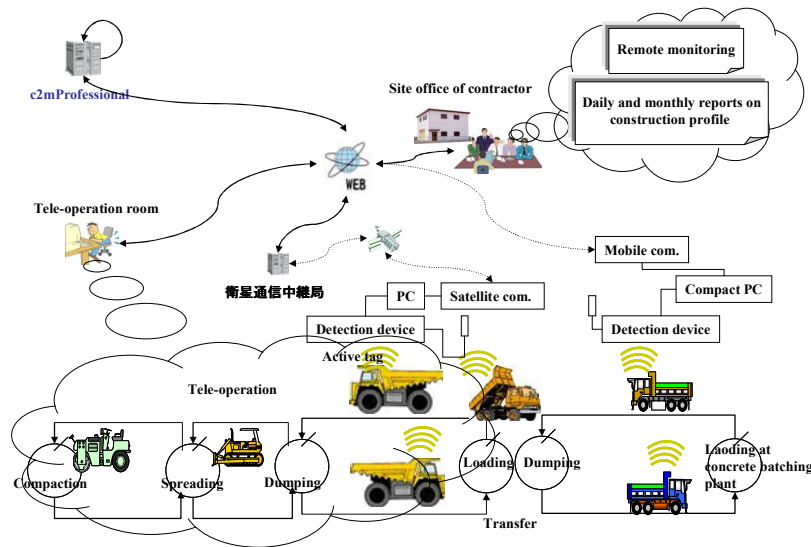 Remote monitoring
c2mProfessional
Site office of contractor
Daily and monthly reports on
construction profile
WEB
Tele-operation room
Mobile com.
衛星通信中継局
PC
Satellite com.
Compact PC
Detection device
Detection device
Active tag
Tele-operation
Compaction
Spreading
Dumping
Loading
Dumping
Laoding at
concrete batching
plant
Transfer